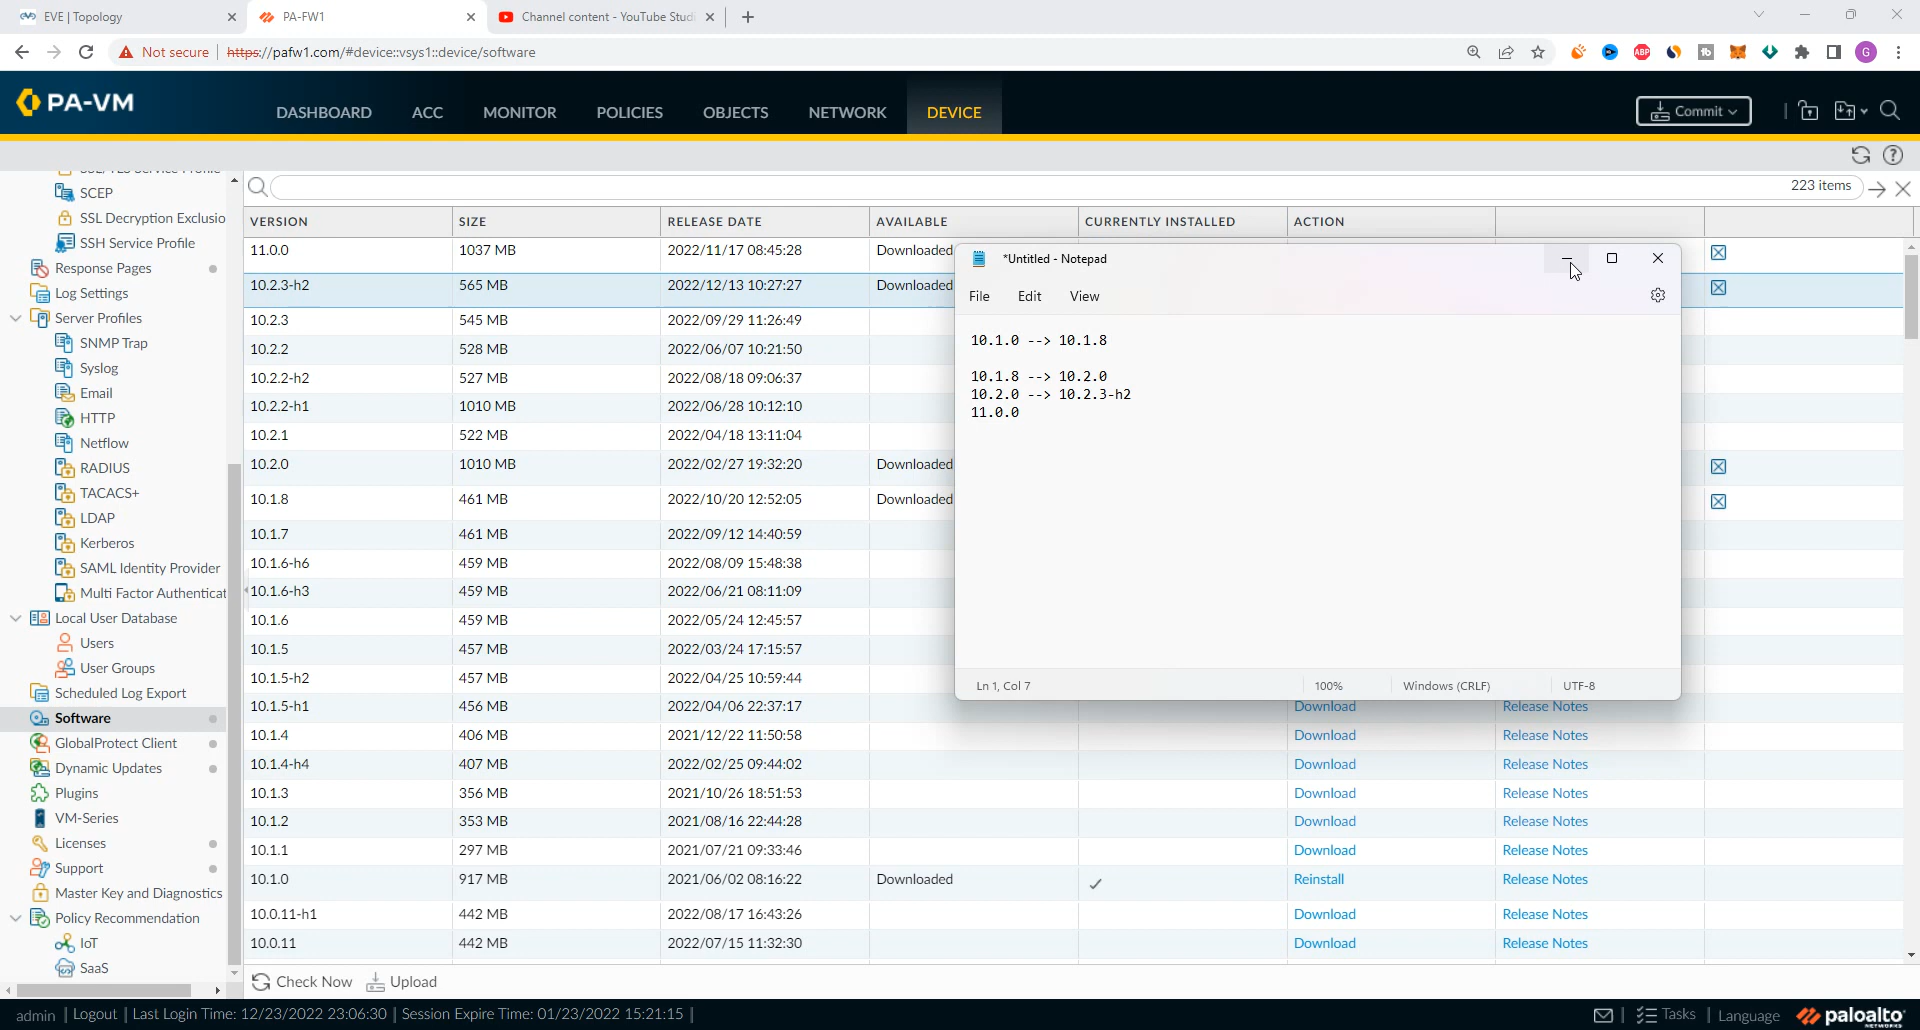 EVE | Topology
PA-FW1
Channel content - YouTube Studi
Not secure
https://pafw1.com/#device::vsys1::device/software
ABP
tb
G
PA-VM
DASHBOARD
ACC
MONITOR
POLICIES
OBJECTS
NETWORK
DEVICE
Commit
SCEP
SSL Decryption Exclusio
SSH Service Profile
Response Pages
Log Settings
Server Profiles
SNMP Trap
Syslog
Email
HTTP
Netflow
RADIUS
TACACS+
LDAP
Kerberos
SAML Identity Provider
Multi Factor Authenticat
Local User Database
Users
User Groups
Scheduled Log Export
Software
GlobalProtect Client
Dynamic Updates
Plugins
VM-Series
Licenses
Support
Master Key and Diagnostics
Policy Recommendation
IoT
SaaS
223 items
VERSION SIZE RELEASE DATE AVAILABLE CURRENTLY INSTALLED ACTION
11.0.0 1037 MB 2022/11/17 08:45:28 Downloaded
10.2.3-h2 565 MB 2022/12/13 10:27:27 Downloaded
10.2.3 545 MB 2022/09/29 11:26:49
10.2.2 528 MB 2022/06/07 10:21:50
10.2.2-h2 527 MB 2022/08/18 09:06:37
10.2.2-h1 1010 MB 2022/06/28 10:12:10
10.2.1 522 MB 2022/04/18 13:11:04
10.2.0 1010 MB 2022/02/27 19:32:20 Downloaded
10.1.8 461 MB 2022/10/20 12:52:05 Downloaded
10.1.7 461 MB 2022/09/12 14:40:59
10.1.6-h6 459 MB 2022/08/09 15:48:38
10.1.6-h3 459 MB 2022/06/21 08:11:09
10.1.6 459 MB 2022/05/24 12:45:57
10.1.5 457 MB 2022/03/24 17:15:57
10.1.5-h2 457 MB 2022/04/25 10:59:44
10.1.5-h1 456 MB 2022/04/06 22:37:17 Download Release Notes
10.1.4 406 MB 2021/12/22 11:50:58 Download Release Notes
10.1.4-h4 407 MB 2022/02/25 09:44:02 Download Release Notes
10.1.3 356 MB 2021/10/26 18:51:53 Download Release Notes
10.1.2 353 MB 2021/08/16 22:44:28 Download Release Notes
10.1.1 297 MB 2021/07/21 09:33:46 Download Release Notes
10.1.0 917 MB 2021/06/02 08:16:22 Downloaded Reinstall Release Notes
10.0.11-h1 442 MB 2022/08/17 16:43:26 Download Release Notes
10.0.11 442 MB 2022/07/15 11:32:30 Download Release Notes
*Untitled - Notepad
File Edit View
10.1.0 --> 10.1.8
10.1.8 --> 10.2.0
10.2.0 --> 10.2.3-h2
11.0.0
Ln 1, Col 7 100% Windows (CRLF) UTF-8
Check Now Upload
admin | Logout | Last Login Time: 12/23/2022 23:06:30 | Session Expire Time: 01/23/2022 15:21:15 |
Tasks | Language
paloalto
NETWORKS